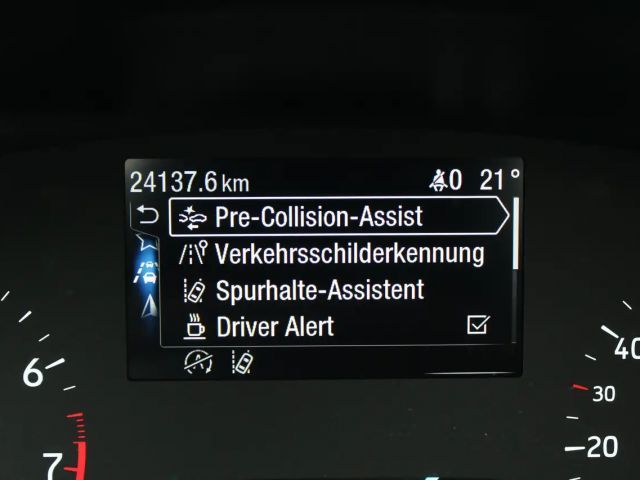 24137.6 km 0 21°
Pre-Collision-Assist
Verkehrsschilderkennung
Spurhalte-Assistent
Driver Alert
6
7
40
30
20